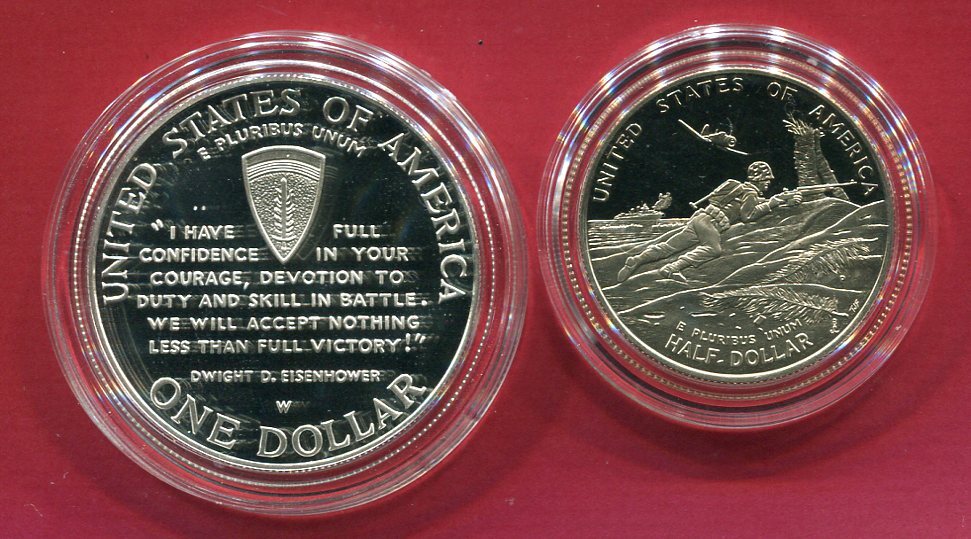 UNITED STATES OF AMERICA
E PLURIBUS UNUM
"I HAVE FULL
CONFIDENCE IN YOUR
COURAGE, DEVOTION TO
DUTY AND SKILL IN BATTLE.
WE WILL ACCEPT NOTHING
LESS THAN FULL VICTORY!"
DWIGHT D. EISENHOWER
W
ONE DOLLAR
UNITED STATES OF AMERICA
P
E PLURIBUS UNUM
HALF DOLLAR